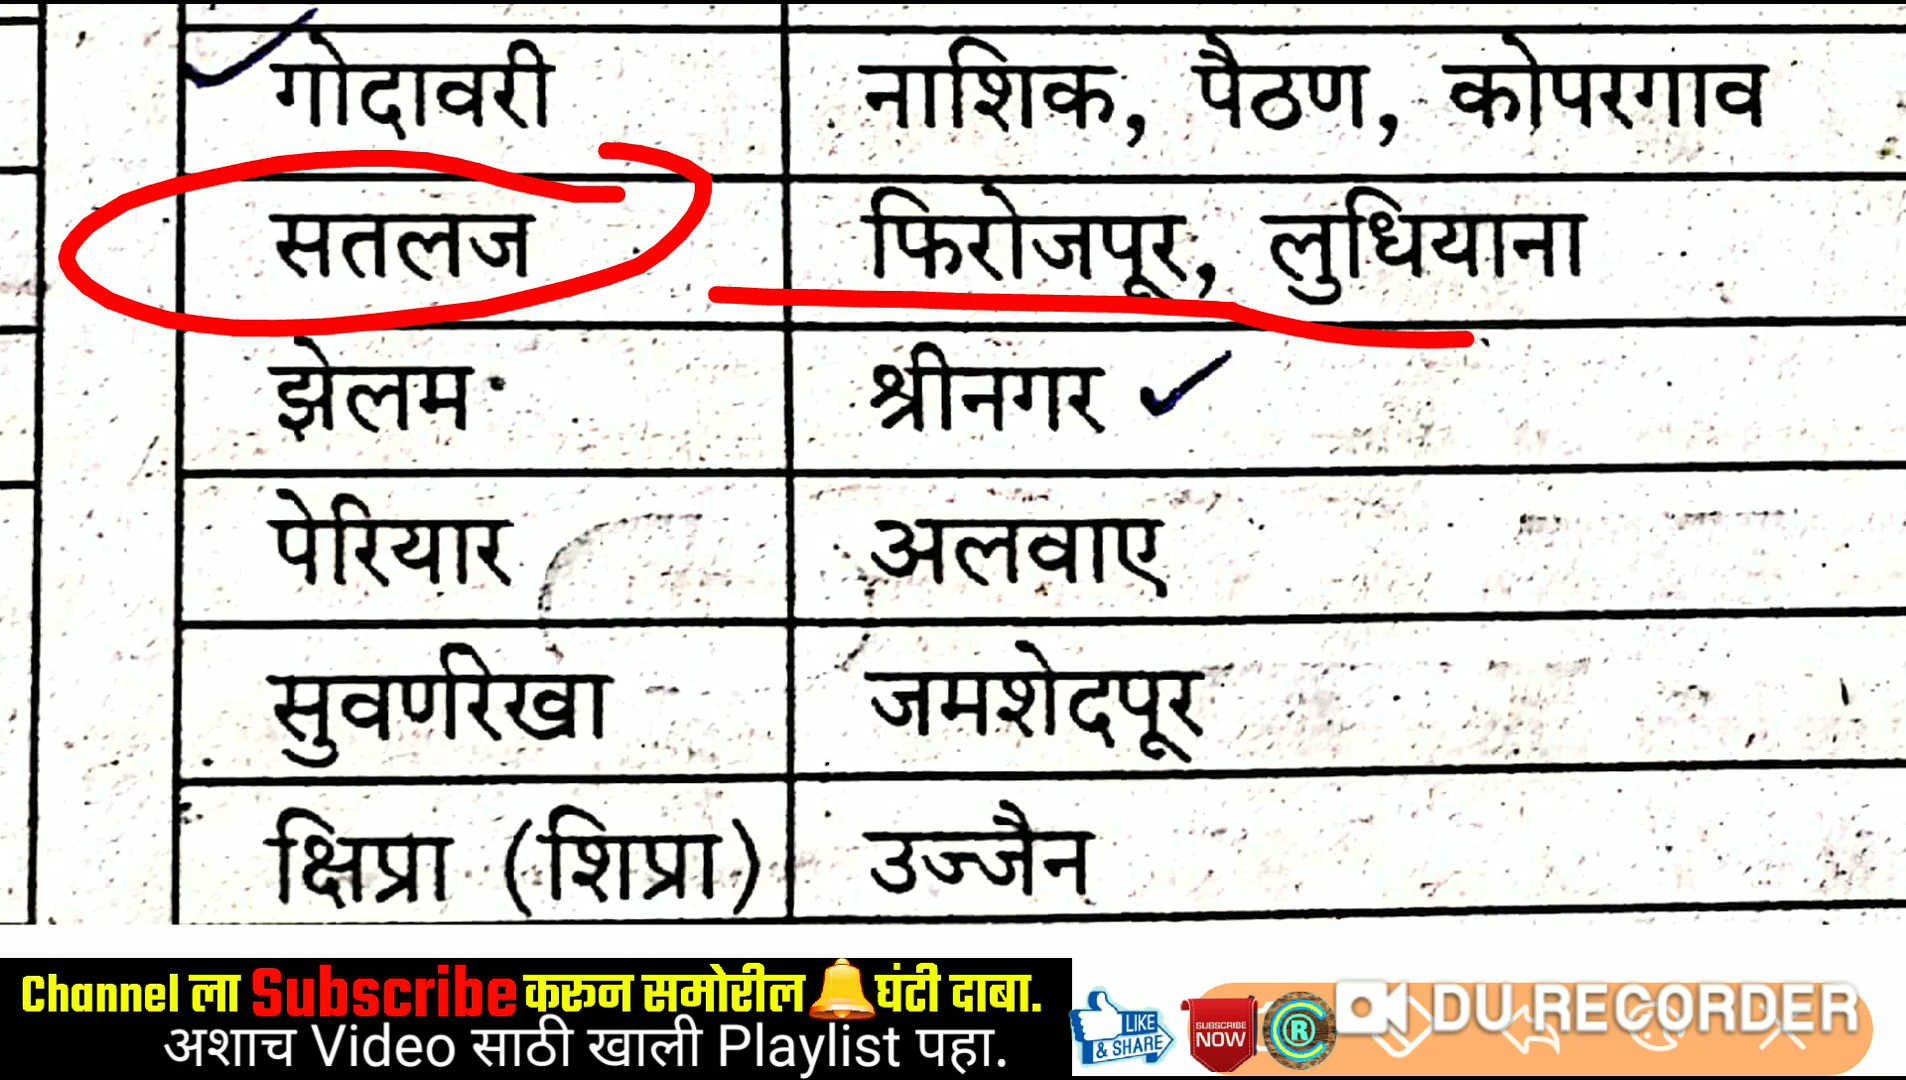 गोदावरी नाशिक, पैठण, कोपरगाव
सतलज फिरोजपूर, लुधियाना
झेलम श्रीनगर
पेरियार अलवाए
सुवर्णरेखा जमशेदपूर
क्षिप्रा (शिप्रा) उज्जैन
Channel ला Subscribe करून समोरील घंटी दाबा.
अशाच Video साठी खाली Playlist पहा.
LIKE
& SHARE
SUBSCRIBE
NOW
®
DU RECORDER